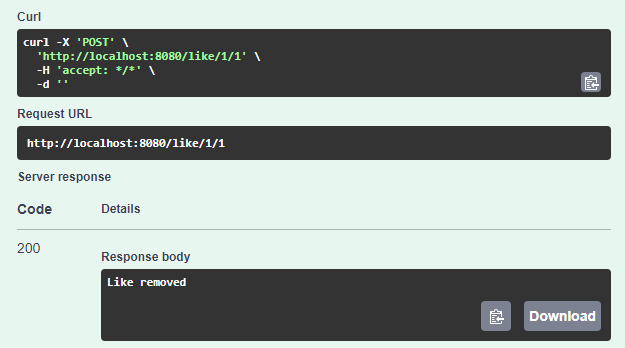 Curl
curl -X 'POST' \
'http://localhost:8080/like/1/1' \
-H 'accept: */*' \
-d ''
Request URL
http://localhost:8080/like/1/1
Server response
Code Details
200
Response body
Like removed
Download